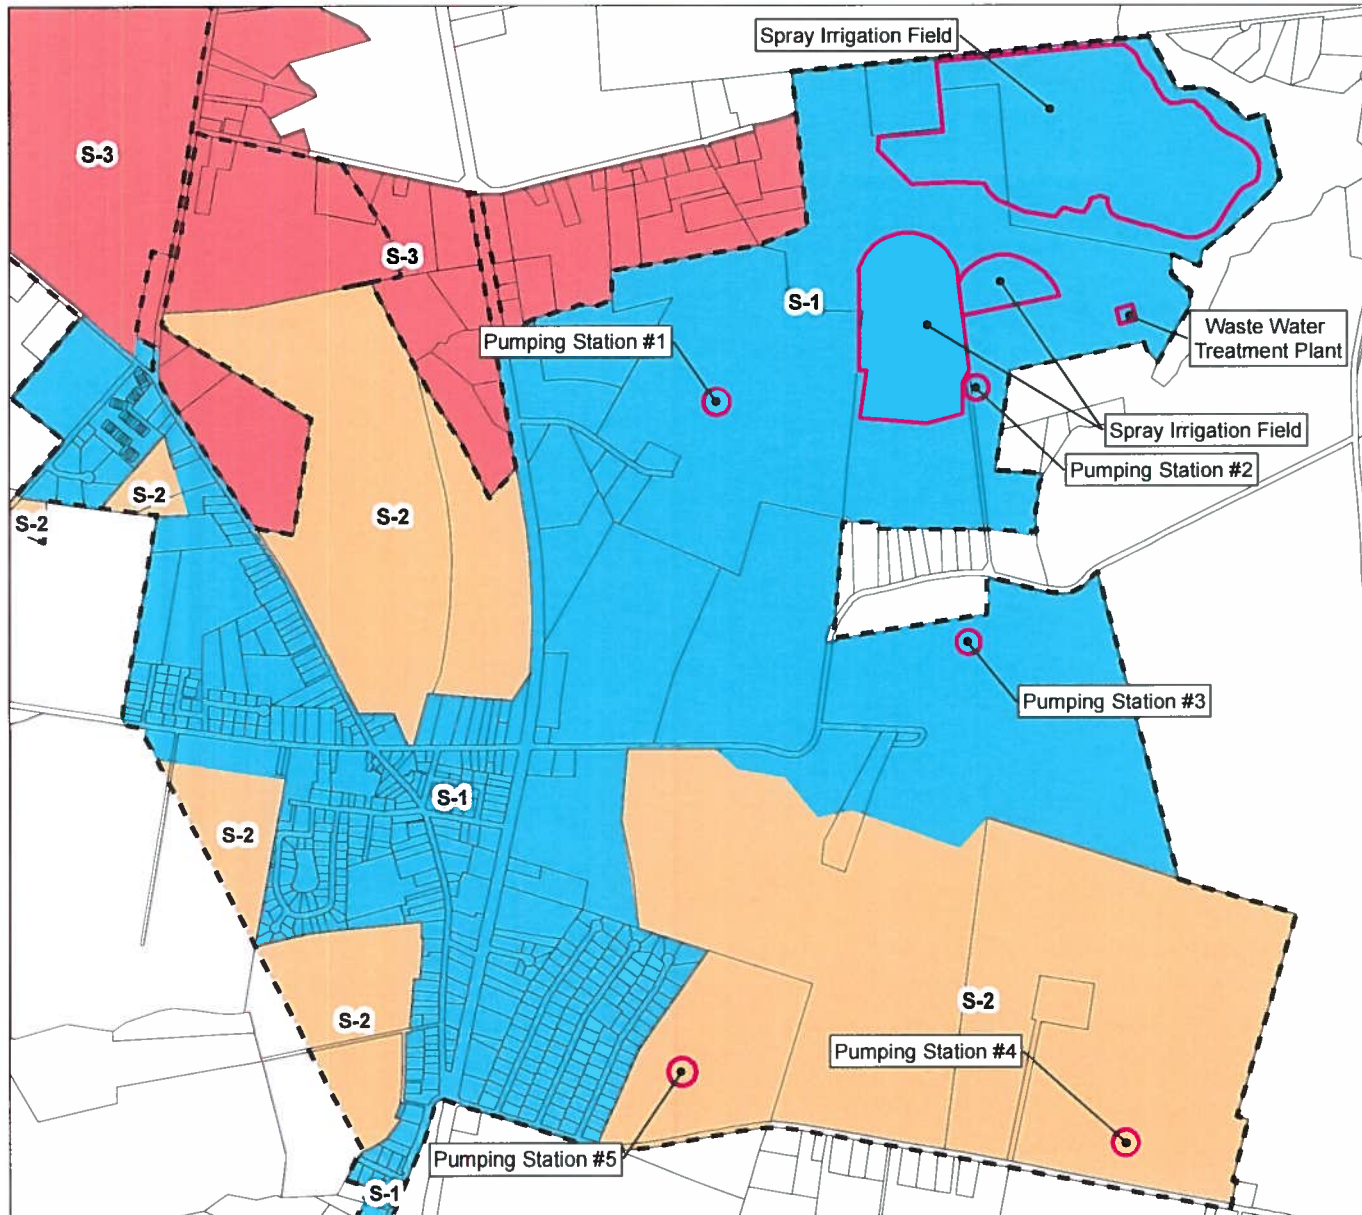 Spray Irrigation Field
S-3
S-3
S-1
Pumping Station #1
Waste Water
Treatment Plant
Spray Irrigation Field
Pumping Station #2
S-2
S-2
S-2
Pumping Station #3
S-1
S-2
S-2
S-2
Pumping Station #4
Pumping Station #5
S-1